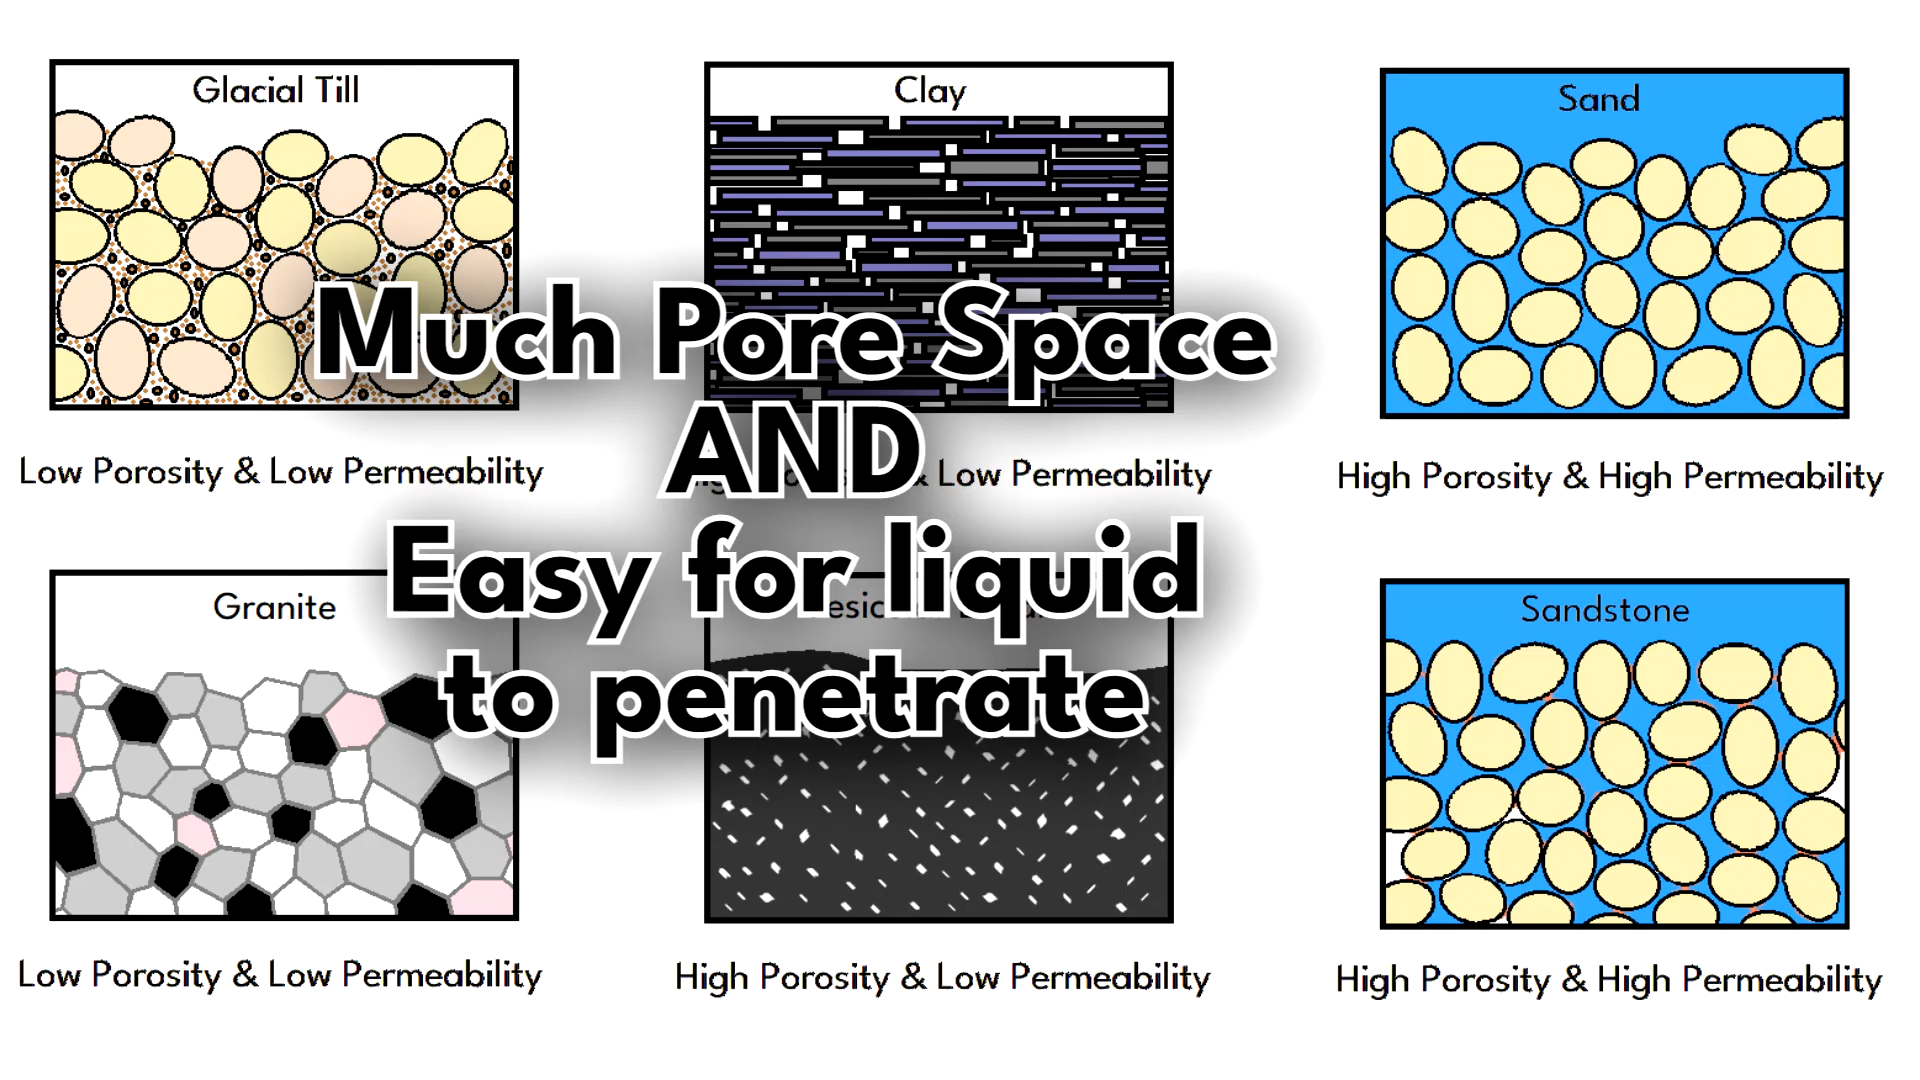 Glacial Till
Clay
Sand
Low Porosity & Low Permeability
& Low Permeability
High Porosity & High Permeability
Much Pore Space
AND
Easy for liquid
to penetrate
Granite
Sandstone
Low Porosity & Low Permeability
High Porosity & Low Permeability
High Porosity & High Permeability